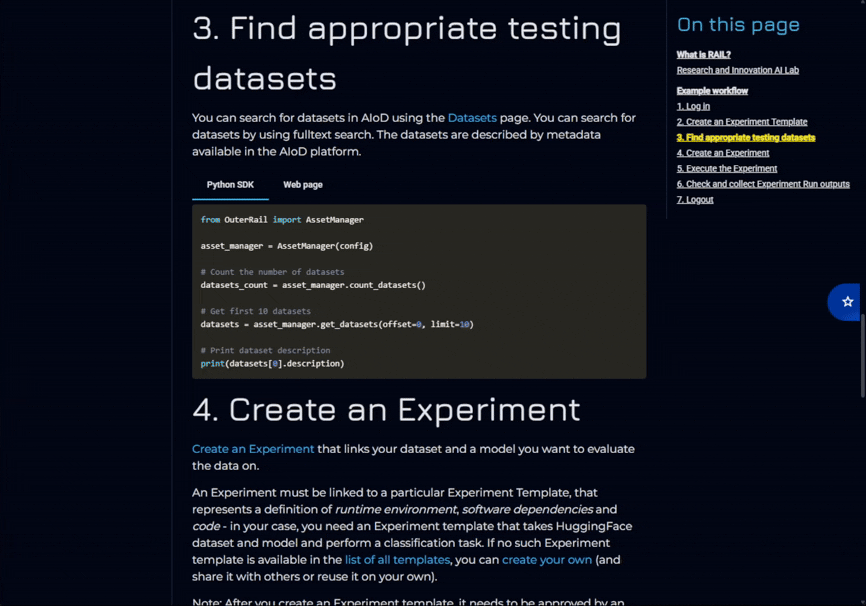 3. Find appropriate testing
datasets
You can search for datasets in AIoD using the Datasets page. You can search for
datasets by using fulltext search. The datasets are described by metadata
available in the AIoD platform.
Python SDK
Web page
from OuterRail import AssetManager
asset_manager = AssetManager(config)
# Count the number of datasets
datasets_count = asset_manager.count_datasets()
# Get first 10 datasets
datasets = asset_manager.get_datasets(offset=0, limit=10)
# Print dataset description
print(datasets[0].description)
4. Create an Experiment
Create an Experiment that links your dataset and a model you want to evaluate
the data on.
An Experiment must be linked to a particular Experiment Template, that
represents a definition of runtime environment, software dependencies and
code - in your case, you need an Experiment template that takes HuggingFace
dataset and model and perform a classification task. If no such Experiment
template is available in the list of all templates, you can create your own (and
share it with others or reuse it on your own).
Note: After you create an Experiment template, it needs to be approved by an
On this page
What is RAIL?
Research and Innovation AI Lab
Example workflow
1. Log in
2. Create an Experiment Template
3. Find appropriate testing datasets
4. Create an Experiment
5. Execute the Experiment
6. Check and collect Experiment Run outputs
7. Logout